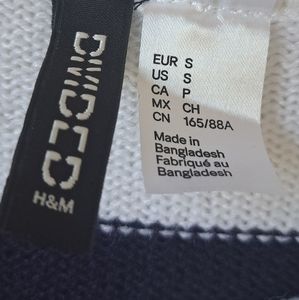 DIVIDED
H&M
EUR S
US S
CA P
MX CH
CN 165/88A
Made in
Bangladesh
Fabriqué au
Bangladesh